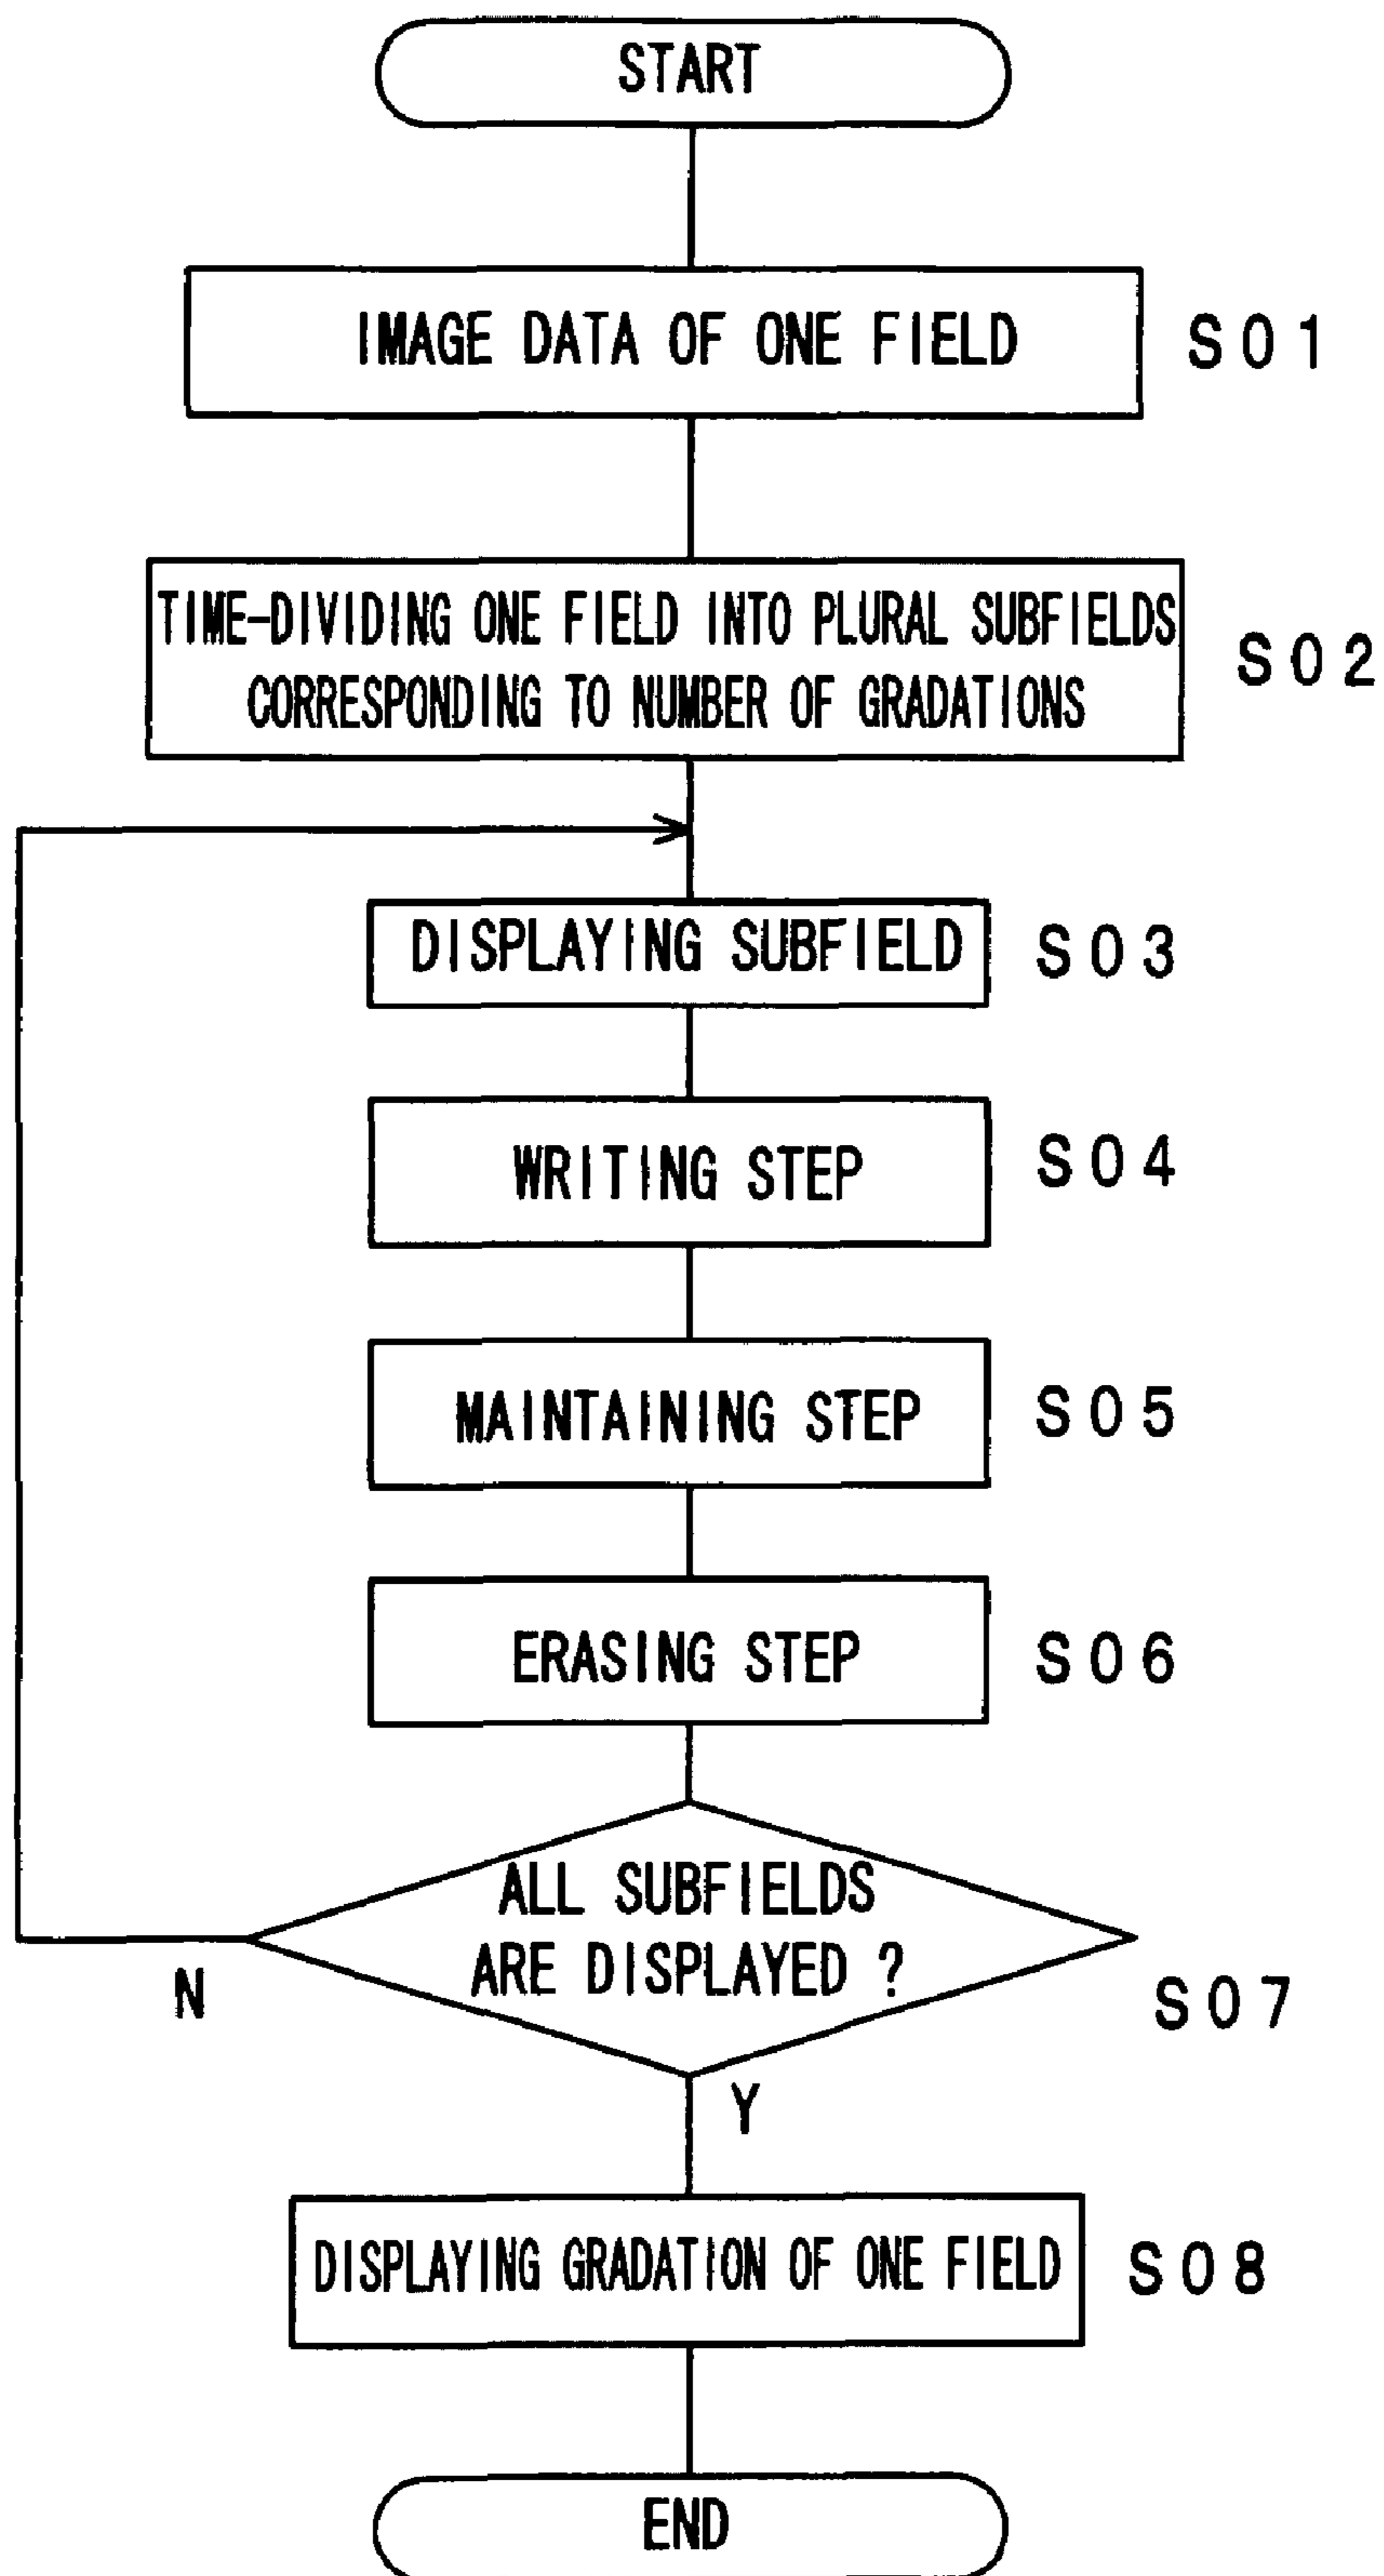 START
IMAGE DATA OF ONE FIELD
S01
TIME-DIVIDING ONE FIELD INTO PLURAL SUBFIELDS
CORRESPONDING TO NUMBER OF GRADATIONS
S02
DISPLAYING SUBFIELD
S03
WRITING STEP
S04
MAINTAINING STEP
S05
ERASING STEP
S06
ALL SUBFIELDS
ARE DISPLAYED ?
N
S07
Y
DISPLAYING GRADATION OF ONE FIELD
S08
END